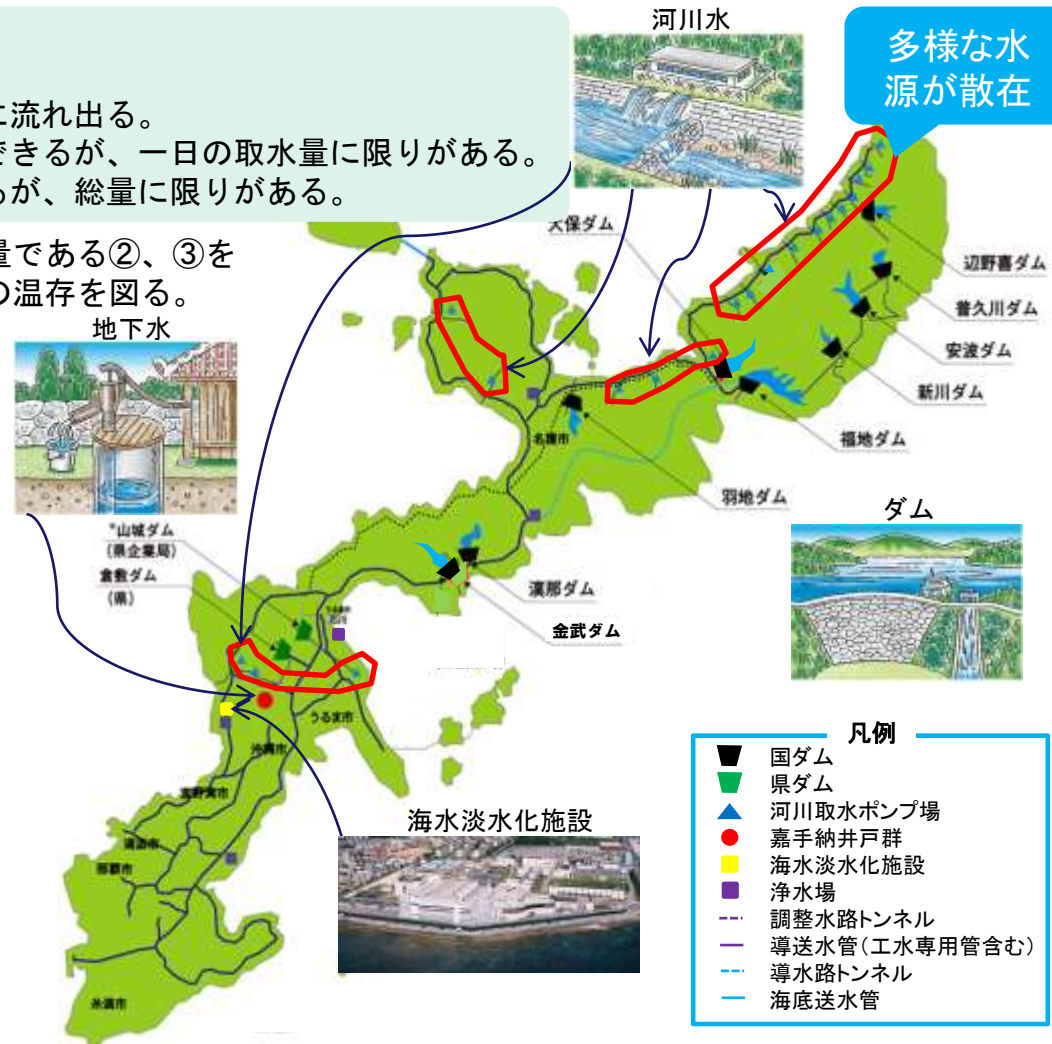 に流れ出る。
できるが、一日の取水量に限りがある。
るが、総量に限りがある。
量である②、③を
の温存を図る。
河川水
多様な水
源が散在
大保ダム
辺野喜ダム
普久川ダム
安波ダム
新川ダム
福地ダム
羽地ダム
名護市
地下水
*山城ダム
(県企業局)
倉敷ダム
(県)
漢那ダム
金武ダム
ダム
うるま市
沖縄市
宜野湾市
浦添市
那覇市
糸満市
海水淡水化施設
凡例
国ダム
県ダム
河川取水ポンプ場
嘉手納井戸群
海水淡水化施設
浄水場
調整水路トンネル
導送水管(工水専用管含む)
導水路トンネル
海底送水管